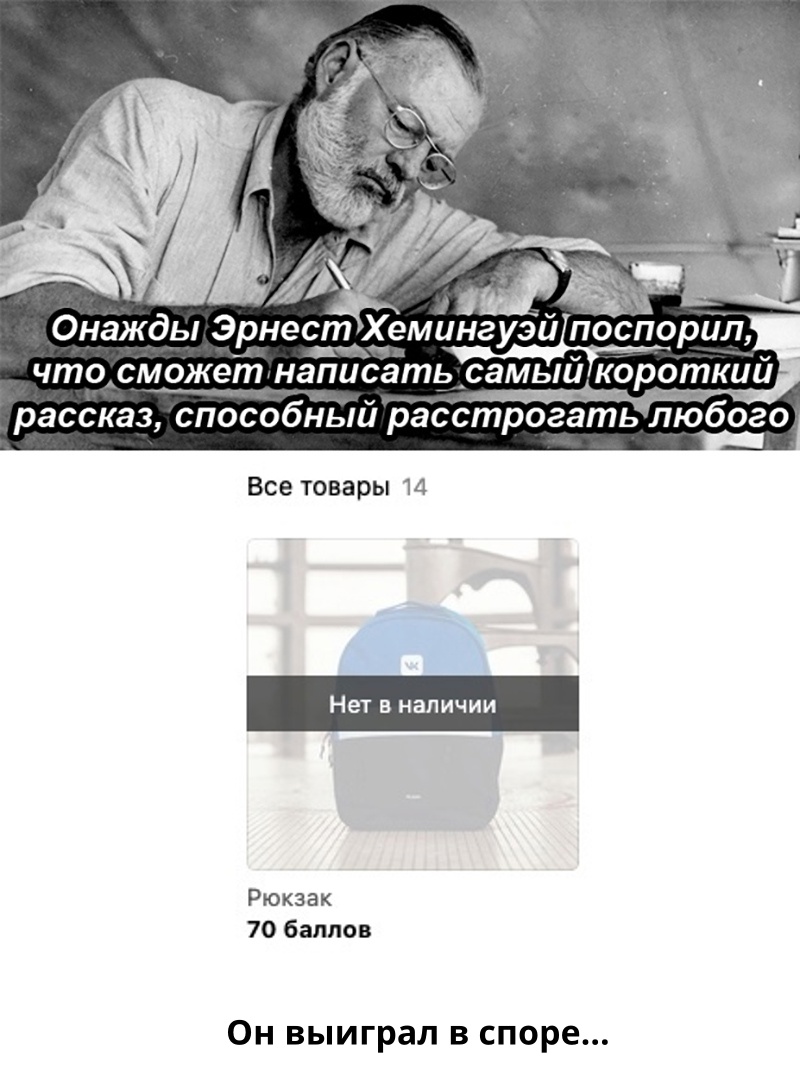 Онажды Эрнест Хемингуэй поспорил,
что сможет написать самый короткий
рассказ, способный расстрогать любого
Все товары 14
Нет в наличии
Рюкзак
70 баллов
Он выиграл в споре...